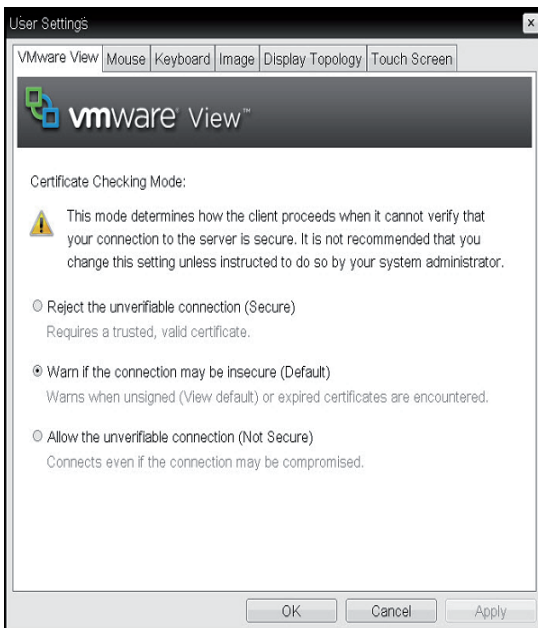 User Settings
VMware View Mouse Keyboard Image Display Topology Touch Screen
vmware View™
Certificate Checking Mode:
This mode determines how the client proceeds when it cannot verify that
your connection to the server is secure. It is not recommended that you
change this setting unless instructed to do so by your system administrator.
Reject the unverifiable connection (Secure)
Requires a trusted, valid certificate.
Warn if the connection may be insecure (Default)
Warns when unsigned (View default) or expired certificates are encountered.
Allow the unverifiable connection (Not Secure)
Connects even if the connection may be compromised.
OK Cancel Apply